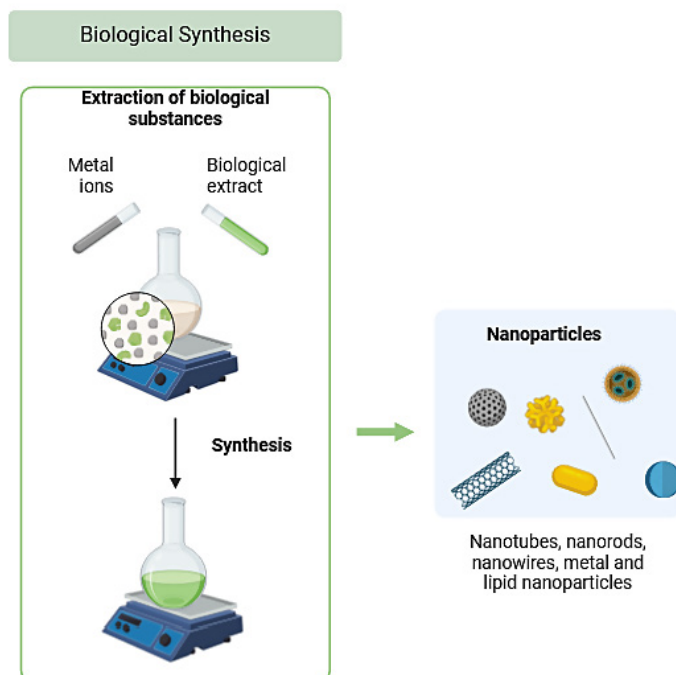 Biological Synthesis
Extraction of biological
substances
Metal
ions
Biological
extract
Synthesis
Nanoparticles
Nanotubes, nanorods,
nanowires, metal and
lipid nanoparticles